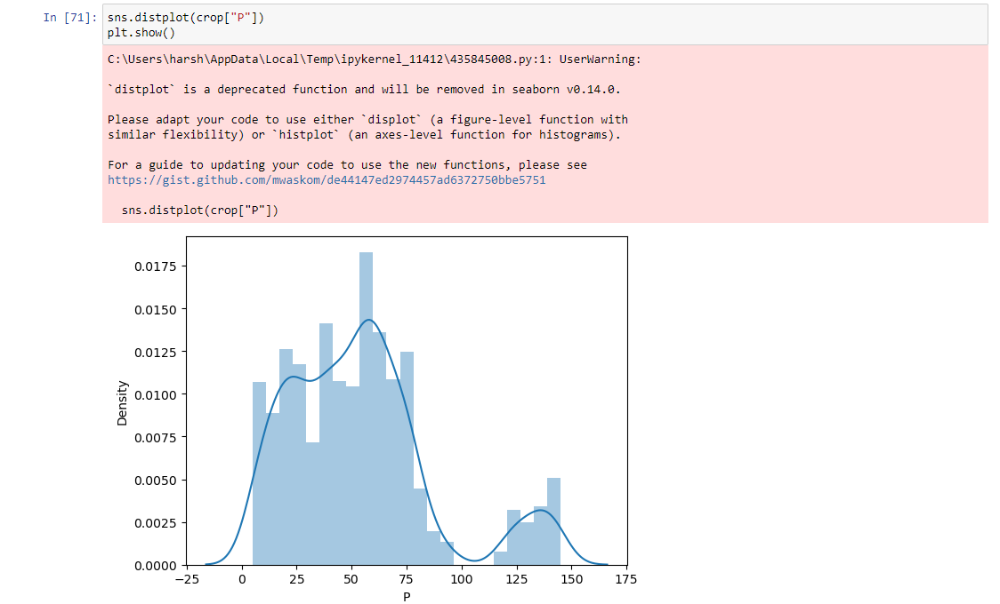 In [71]: sns.distplot(crop["P"])
plt.show()
C:\Users\harsh\AppData\Local\Temp\ipykernel_11412\435845008.py:1: UserWarning:
`distplot` is a deprecated function and will be removed in seaborn v0.14.0.
Please adapt your code to use either `displot` (a figure-level function with
similar flexibility) or `histplot` (an axes-level function for histograms).
For a guide to updating your code to use the new functions, please see
https://gist.github.com/mwaskom/de44147ed2974457ad6372750bbe5751
sns.distplot(crop["P"])
0.0175
0.0150
0.0125
0.0100
0.0075
0.0050
0.0025
0.0000
Density
−25 0 25 50 75 100 125 150 175
P